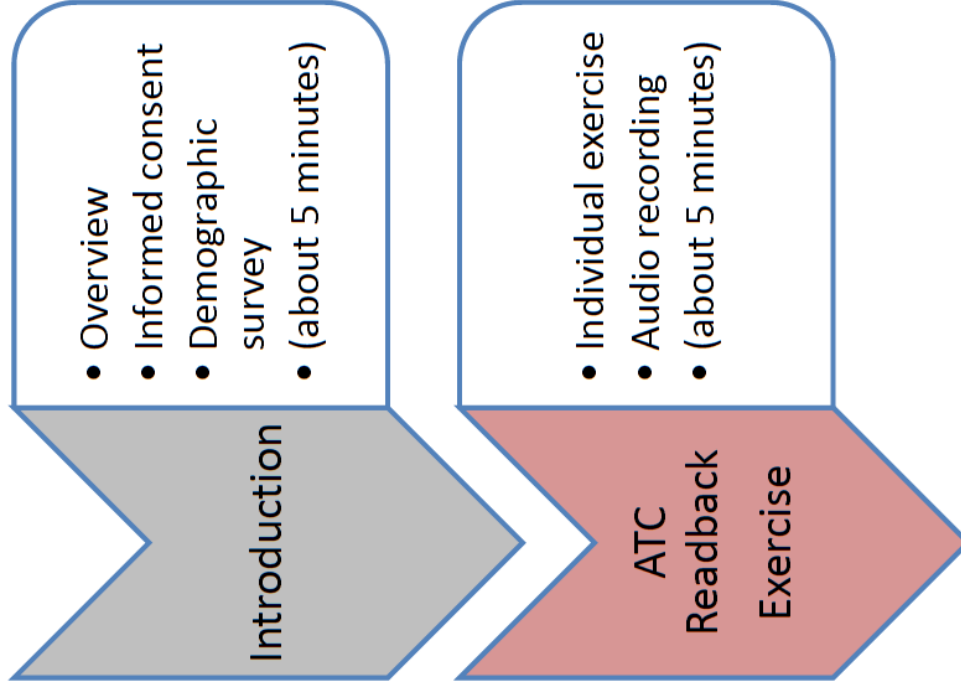 Introduction
• Overview
• Informed consent
• Demographic
survey
• (about 5 minutes)
ATC
Readback
Exercise
• Individual exercise
• Audio recording
• (about 5 minutes)